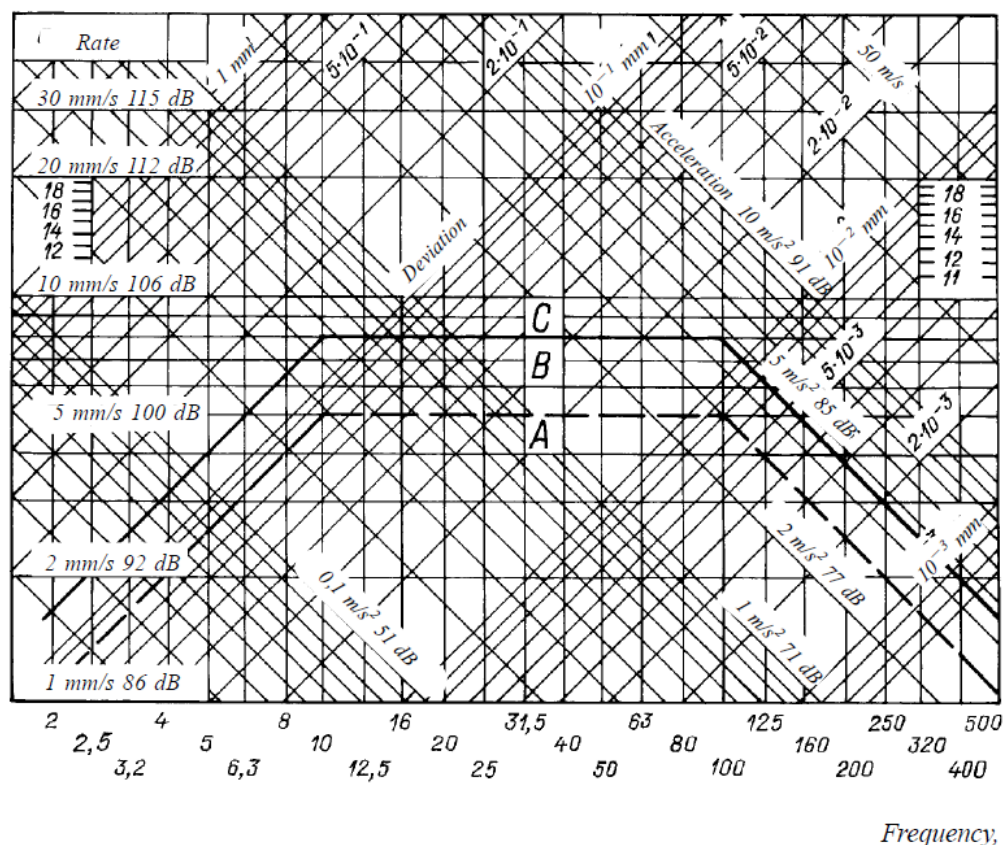 Rate
1 mm
5·10⁻¹
2·10⁻¹
10⁻¹ mm
5·10⁻²
50 m/s
30 mm/s 115 dB
2·10⁻²
Acceleration 10 m/s² 91 dB
20 mm/s 112 dB
18
16
14
12
18
16
14
12
11
Deviation
10⁻² mm
10 mm/s 106 dB
C
B
A
5·10⁻³
5 m/s² 85 dB
5 mm/s 100 dB
2·10⁻³
2 mm/s 92 dB
0,1 m/s² 51 dB
2 m/s² 77 dB
10⁻³ mm
1 m/s² 71 dB
1 mm/s 86 dB
2 4 8 16 31,5 63 125 250 500
2,5 5 10 20 40 80 160 320
3,2 6,3 12,5 25 50 100 200 400
Frequency,